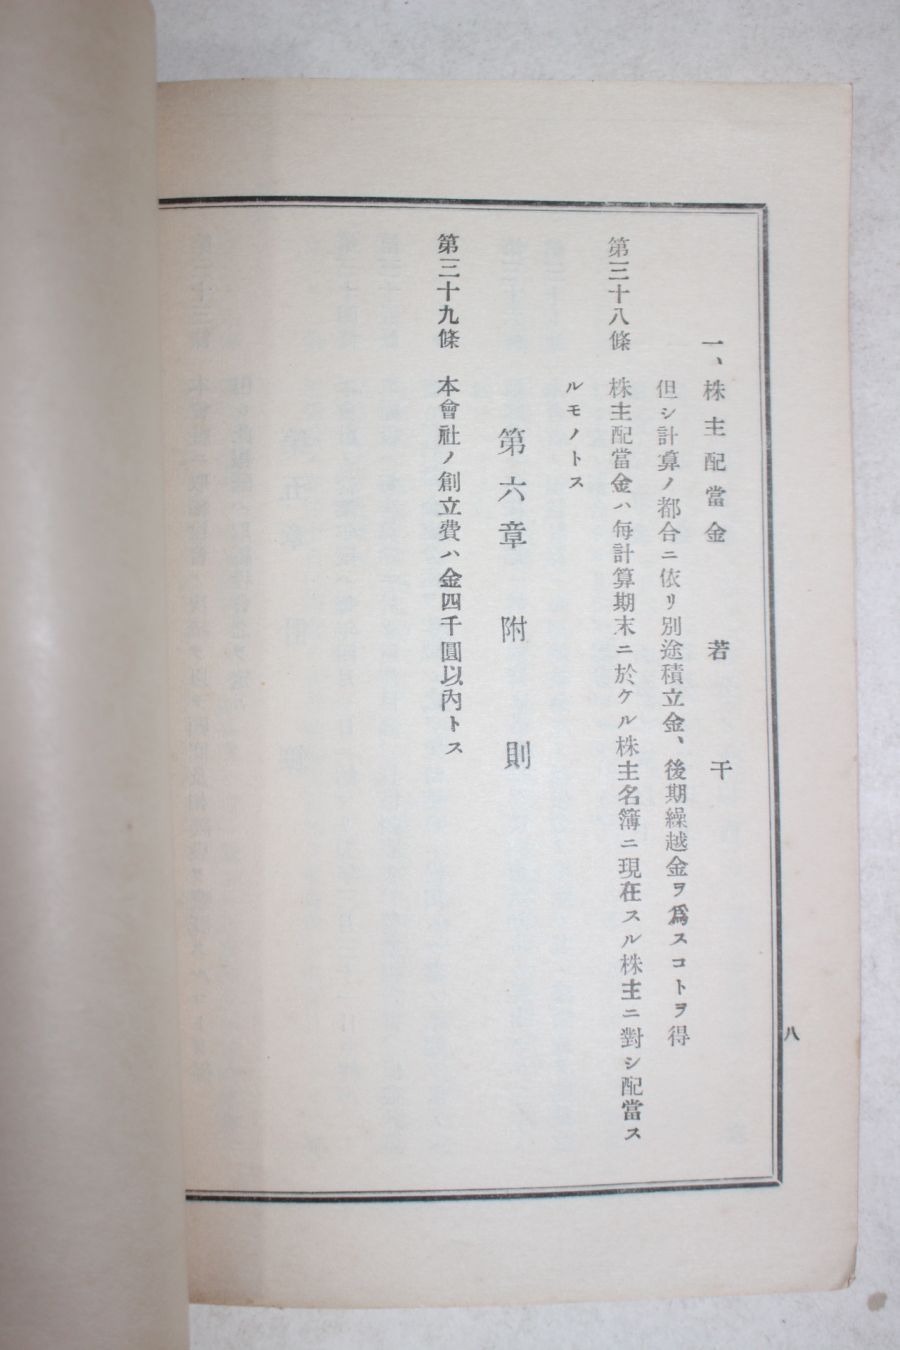 一、株主配當金　若干
但シ計算ノ都合ニ依リ別途積立金、後期繰越金ヲ爲スコトヲ得
第三十八條　株主配當金ハ每計算期末ニ於ケル株主名簿ニ現在スル株主ニ對シ配當ス
ルモノトス
第六章　附則
第三十九條　本會社ノ創立費ハ金四千圓以內トス
八